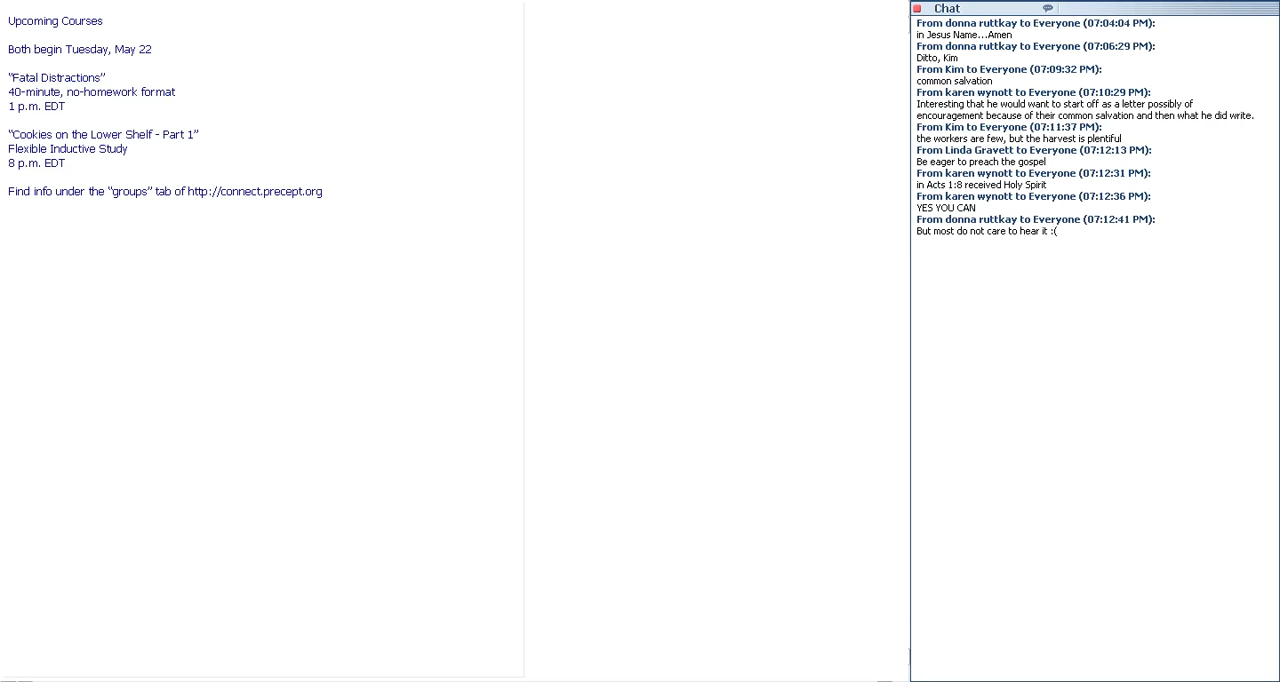 Upcoming Courses
Both begin Tuesday, May 22
"Fatal Distractions"
40-minute, no-homework format
1 p.m. EDT
"Cookies on the Lower Shelf - Part 1"
Flexible Inductive Study
8 p.m. EDT
Find info under the "groups" tab of http://connect.precept.org
Chat
From donna ruttkay to Everyone (07:04:04 PM):
in Jesus Name...Amen
From donna ruttkay to Everyone (07:06:29 PM):
Ditto, Kim
From Kim to Everyone (07:09:32 PM):
common salvation
From karen wynott to Everyone (07:10:29 PM):
Interesting that he would want to start off as a letter possibly of
encouragement because of their common salvation and then what he did write.
From Kim to Everyone (07:11:37 PM):
the workers are few, but the harvest is plentiful
From Linda Gravett to Everyone (07:12:13 PM):
Be eager to preach the gospel
From karen wynott to Everyone (07:12:31 PM):
in Acts 1:8 received Holy Spirit
From karen wynott to Everyone (07:12:36 PM):
YES YOU CAN
From donna ruttkay to Everyone (07:12:41 PM):
But most do not care to hear it :(